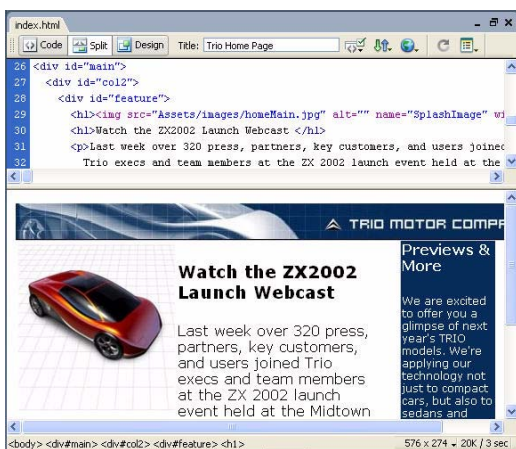 index.html
Code Split Design Title: Trio Home Page
26 <div id="main">
27 <div id="col2">
28 <div id="feature">
29 <h1><img src="Assets/images/homeMain.jpg" alt="" name="SplashImage" wi
30 <h1>Watch the ZX2002 Launch Webcast </h1>
31 <p>Last week over 320 press, partners, key customers, and users joined
32 Trio execs and team members at the ZX 2002 launch event held at the
TRIO MOTOR COMP
Watch the ZX2002
Launch Webcast
Last week over 320 press,
partners, key customers,
and users joined Trio
execs and team members
at the ZX 2002 launch
event held at the Midtown
Previews &
More
We are excited
to offer you a
glimpse of next
year's TRIO
models. We're
applying our
technology not
just to compact
cars, but also to
sedans and
<body> <div#main> <div#col2> <div#feature> <h1> 576 x 274 20K / 3 sec